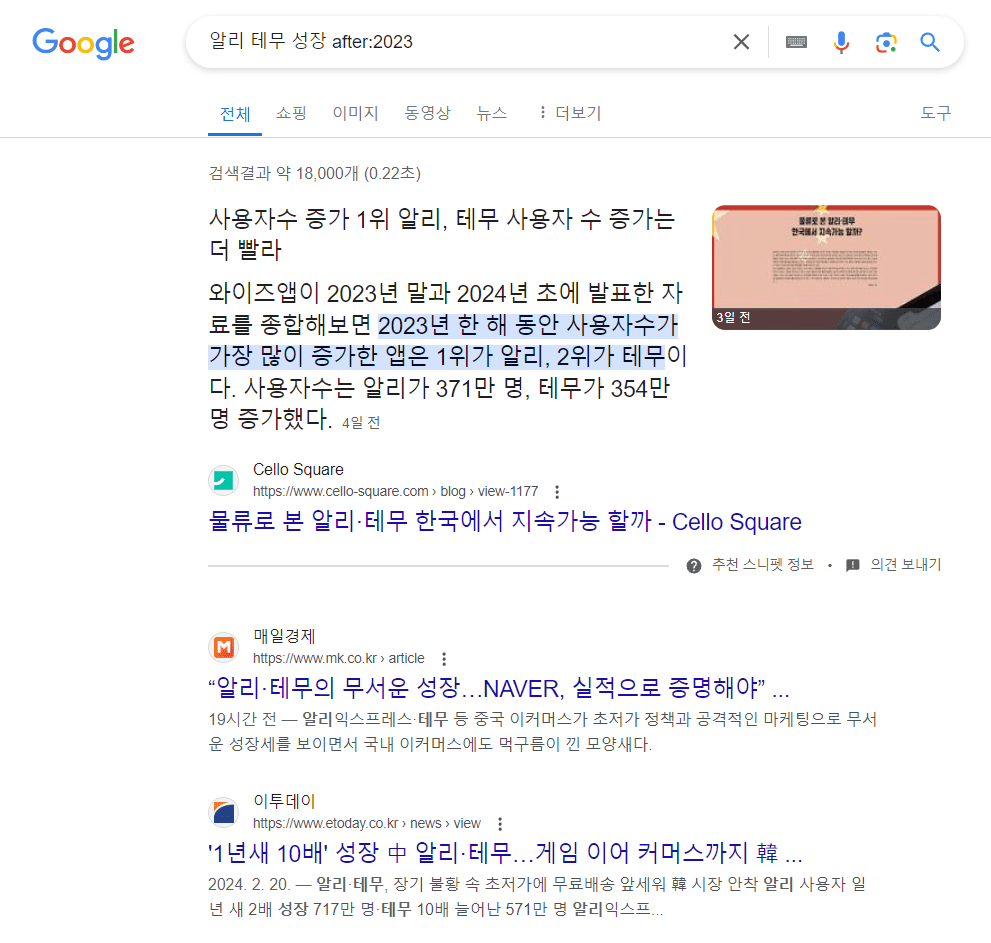 Google
알리 테무 성장 after:2023
전체
쇼핑
이미지
동영상
뉴스
더보기
도구
검색결과 약 18,000개 (0.22초)
사용자수 증가 1위 알리, 테무 사용자 수 증가는
더 빨라
와이즈앱이 2023년 말과 2024년 초에 발표한 자
료를 종합해보면 2023년 한 해 동안 사용자수가
가장 많이 증가한 앱은 1위가 알리, 2위가 테무이
다. 사용자수는 알리가 371만 명, 테무가 354만
명 증가했다. 4일 전
물류로 본 알리·테무
한국에서 지속가능 할까?
3일 전
Cello Square
https://www.cello-square.com › blog › view-1177
물류로 본 알리·테무 한국에서 지속가능 할까 - Cello Square
추천 스니펫 정보 • 의견 보내기
매일경제
https://www.mk.co.kr › article
“알리·테무의 무서운 성장…NAVER, 실적으로 증명해야” ...
19시간 전 — 알리익스프레스·테무 등 중국 이커머스가 초저가 정책과 공격적인 마케팅으로 무서
운 성장세를 보이면서 국내 이커머스에도 먹구름이 낀 모양새다.
이투데이
https://www.etoday.co.kr › news › view
'1년새 10배' 성장 中 알리·테무…게임 이어 커머스까지 韓 ...
2024. 2. 20. — 알리·테무, 장기 불황 속 초저가에 무료배송 앞세워 韓 시장 안착 알리 사용자 일
년 새 2배 성장 717만 명·테무 10배 늘어난 571만 명 알리익스프...